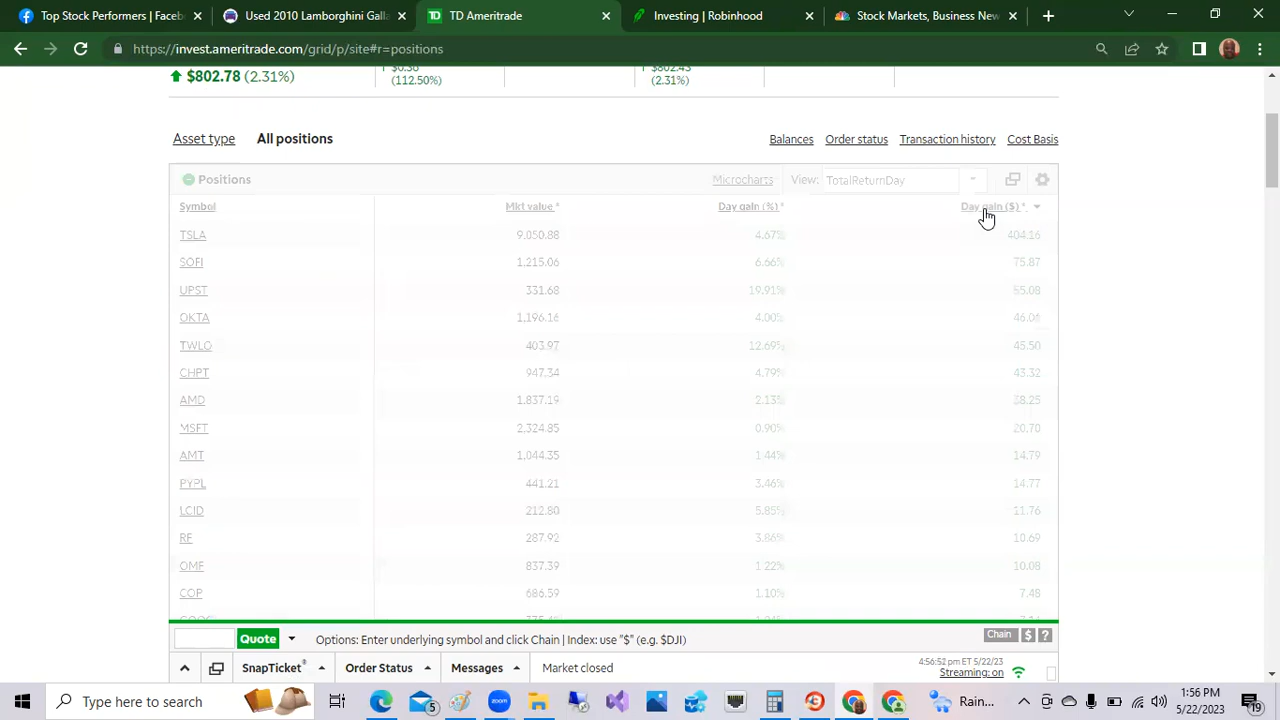 Top Stock Performers | Faceb
Used 2010 Lamborghini Galla
TD Ameritrade
Investing | Robinhood
Stock Markets, Business New
https://invest.ameritrade.com/grid/p/site#r=positions
$802.78 (2.31%)
(112.50%)
$802.43
(2.31%)
Asset type
All positions
Balances
Order status
Transaction history
Cost Basis
Positions
Microcharts
View:
TotalReturnDay
Symbol Mkt value * Day gain (%) * Day gain ($) *
TSLA 9,050.88 4.67% 404.16
SOFI 1,215.06 6.66% 75.87
UPST 331.68 19.91% 55.08
OKTA 1,196.16 4.00% 46.06
TWLO 403.97 12.69% 45.50
CHPT 947.34 4.79% 43.32
AMD 1,837.19 2.13% 38.25
MSFT 2,324.85 0.90% 20.70
AMT 1,044.35 1.44% 14.79
PYPL 441.21 3.46% 14.77
LCID 212.80 5.85% 11.76
RF 287.92 3.86% 10.69
OMF 837.39 1.22% 10.08
COP 686.59 1.10% 7.48
Quote
Options: Enter underlying symbol and click Chain | Index: use "$" (e.g. $DJI)
Chain $ ?
SnapTicket®
Order Status
Messages
Market closed
4:56:52 pm ET 5/22/23
Streaming: on
Type here to search
5
zoom
Rain...
1:56 PM
5/22/2023
19